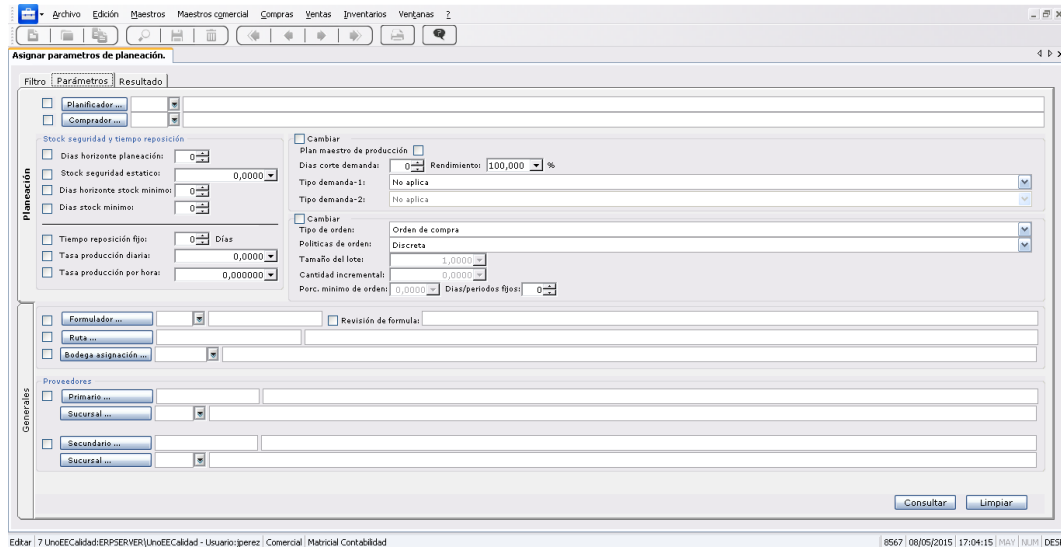 Archivo Edición Maestros Maestros comercial Compras Ventas Inventarios Ventanas ?
Asignar parametros de planeación.
Filtro Parámetros Resultado
Planeación
Generales
Planificador ...
Comprador ...
Stock seguridad y tiempo reposición
Dias horizonte planeación: 0
Stock seguridad estatico: 0,0000
Dias horizonte stock minimo: 0
Dias stock minimo: 0
Tiempo reposición fijo: 0 Días
Tasa producción diaria: 0,0000
Tasa producción por hora: 0,000000
Cambiar
Plan maestro de producción
Dias corte demanda: 0 Rendimiento: 100,000 %
Tipo demanda-1: No aplica
Tipo demanda-2: No aplica
Cambiar
Tipo de orden: Orden de compra
Politicas de orden: Discreta
Tamaño del lote: 1,0000
Cantidad incremental: 0,0000
Porc. minimo de orden: 0,0000 Dias/periodos fijos: 0
Formulador ... Revisión de formula:
Ruta ...
Bodega asignación ...
Proveedores
Primario ...
Sucursal ...
Secundario ...
Sucursal ...
Consultar Limpiar
Editar 7 UnoEECalidad:ERPSERVER\UnoEECalidad - Usuario:jperez Comercial Matricial Contabilidad 8567 08/05/2015 17:04:15 MAY NUM DES